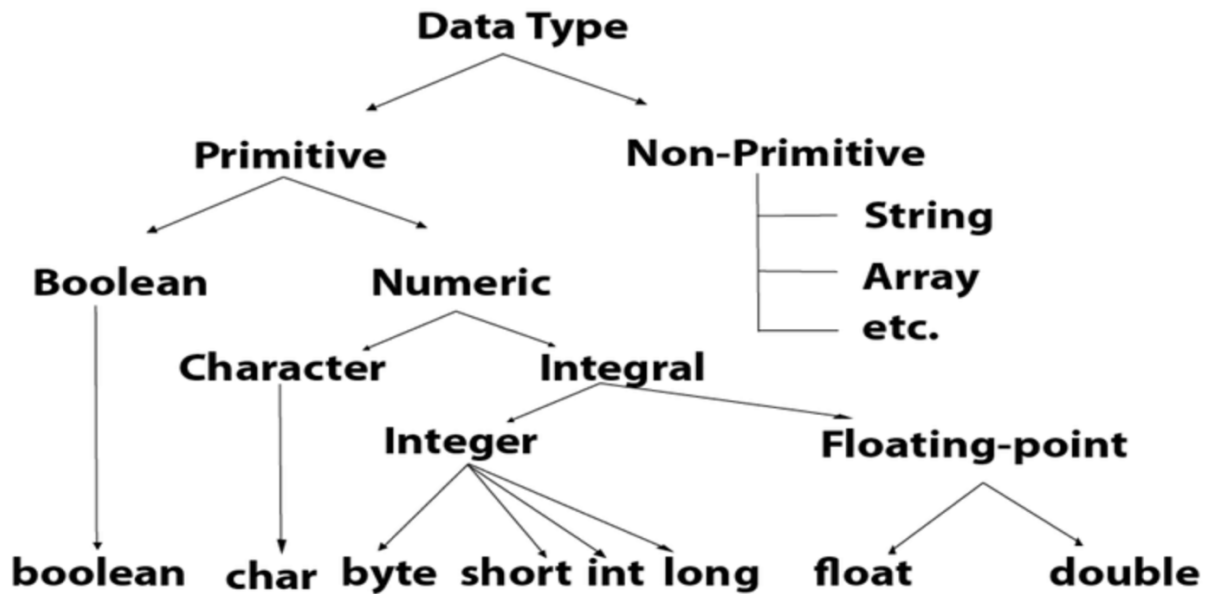 Data Type
Primitive
Non-Primitive
String
Array
etc.
Boolean
Numeric
Character
Integral
Integer
Floating-point
boolean
char
byte
short
int
long
float
double